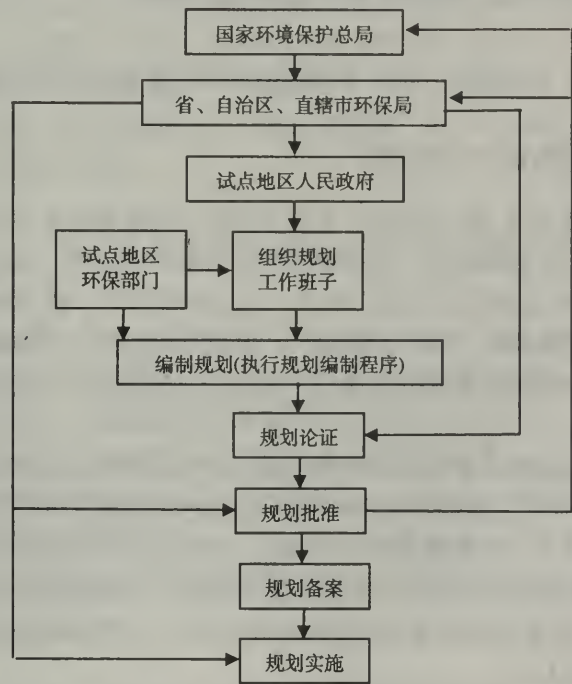 国家环境保护总局
省、自治区、直辖市环保局
试点地区人民政府
试点地区
环保部门
组织规划
工作班子
编制规划(执行规划编制程序)
规划论证
规划批准
规划备案
规划实施